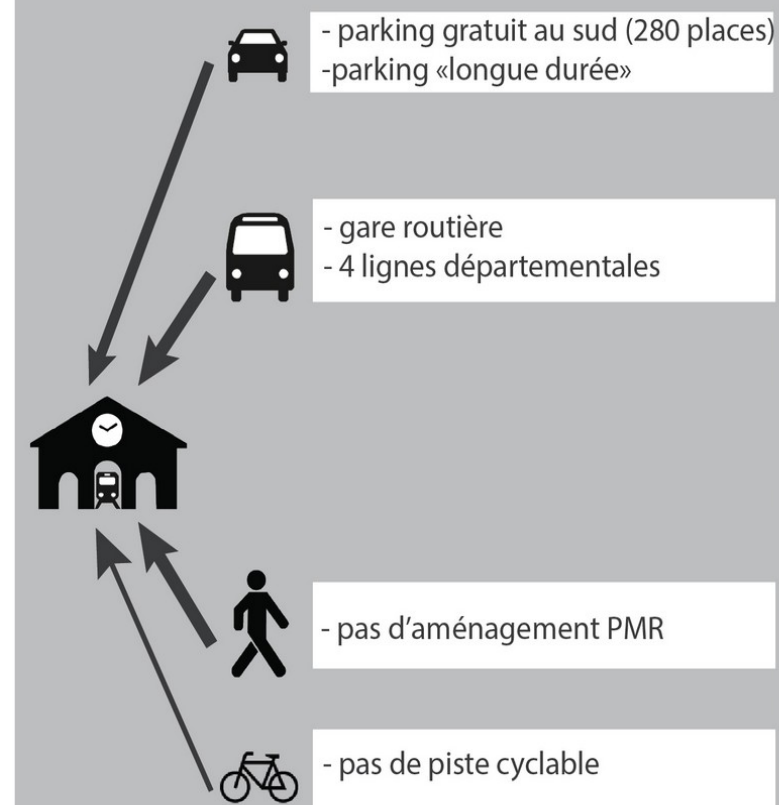 - parking gratuit au sud (280 places)
-parking «longue durée»
- gare routière
- 4 lignes départementales
- pas d’aménagement PMR
- pas de piste cyclable